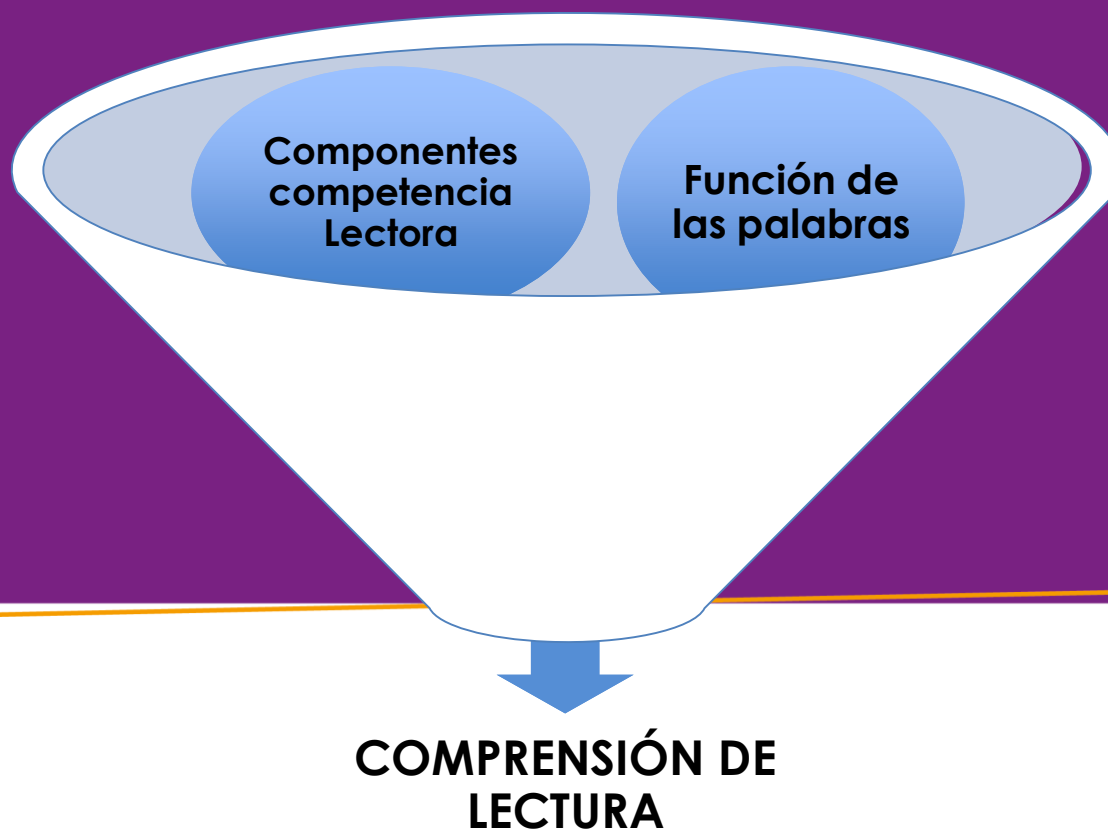 Componentes
competencia
Lectora
Función de
las palabras
COMPRENSIÓN DE
LECTURA